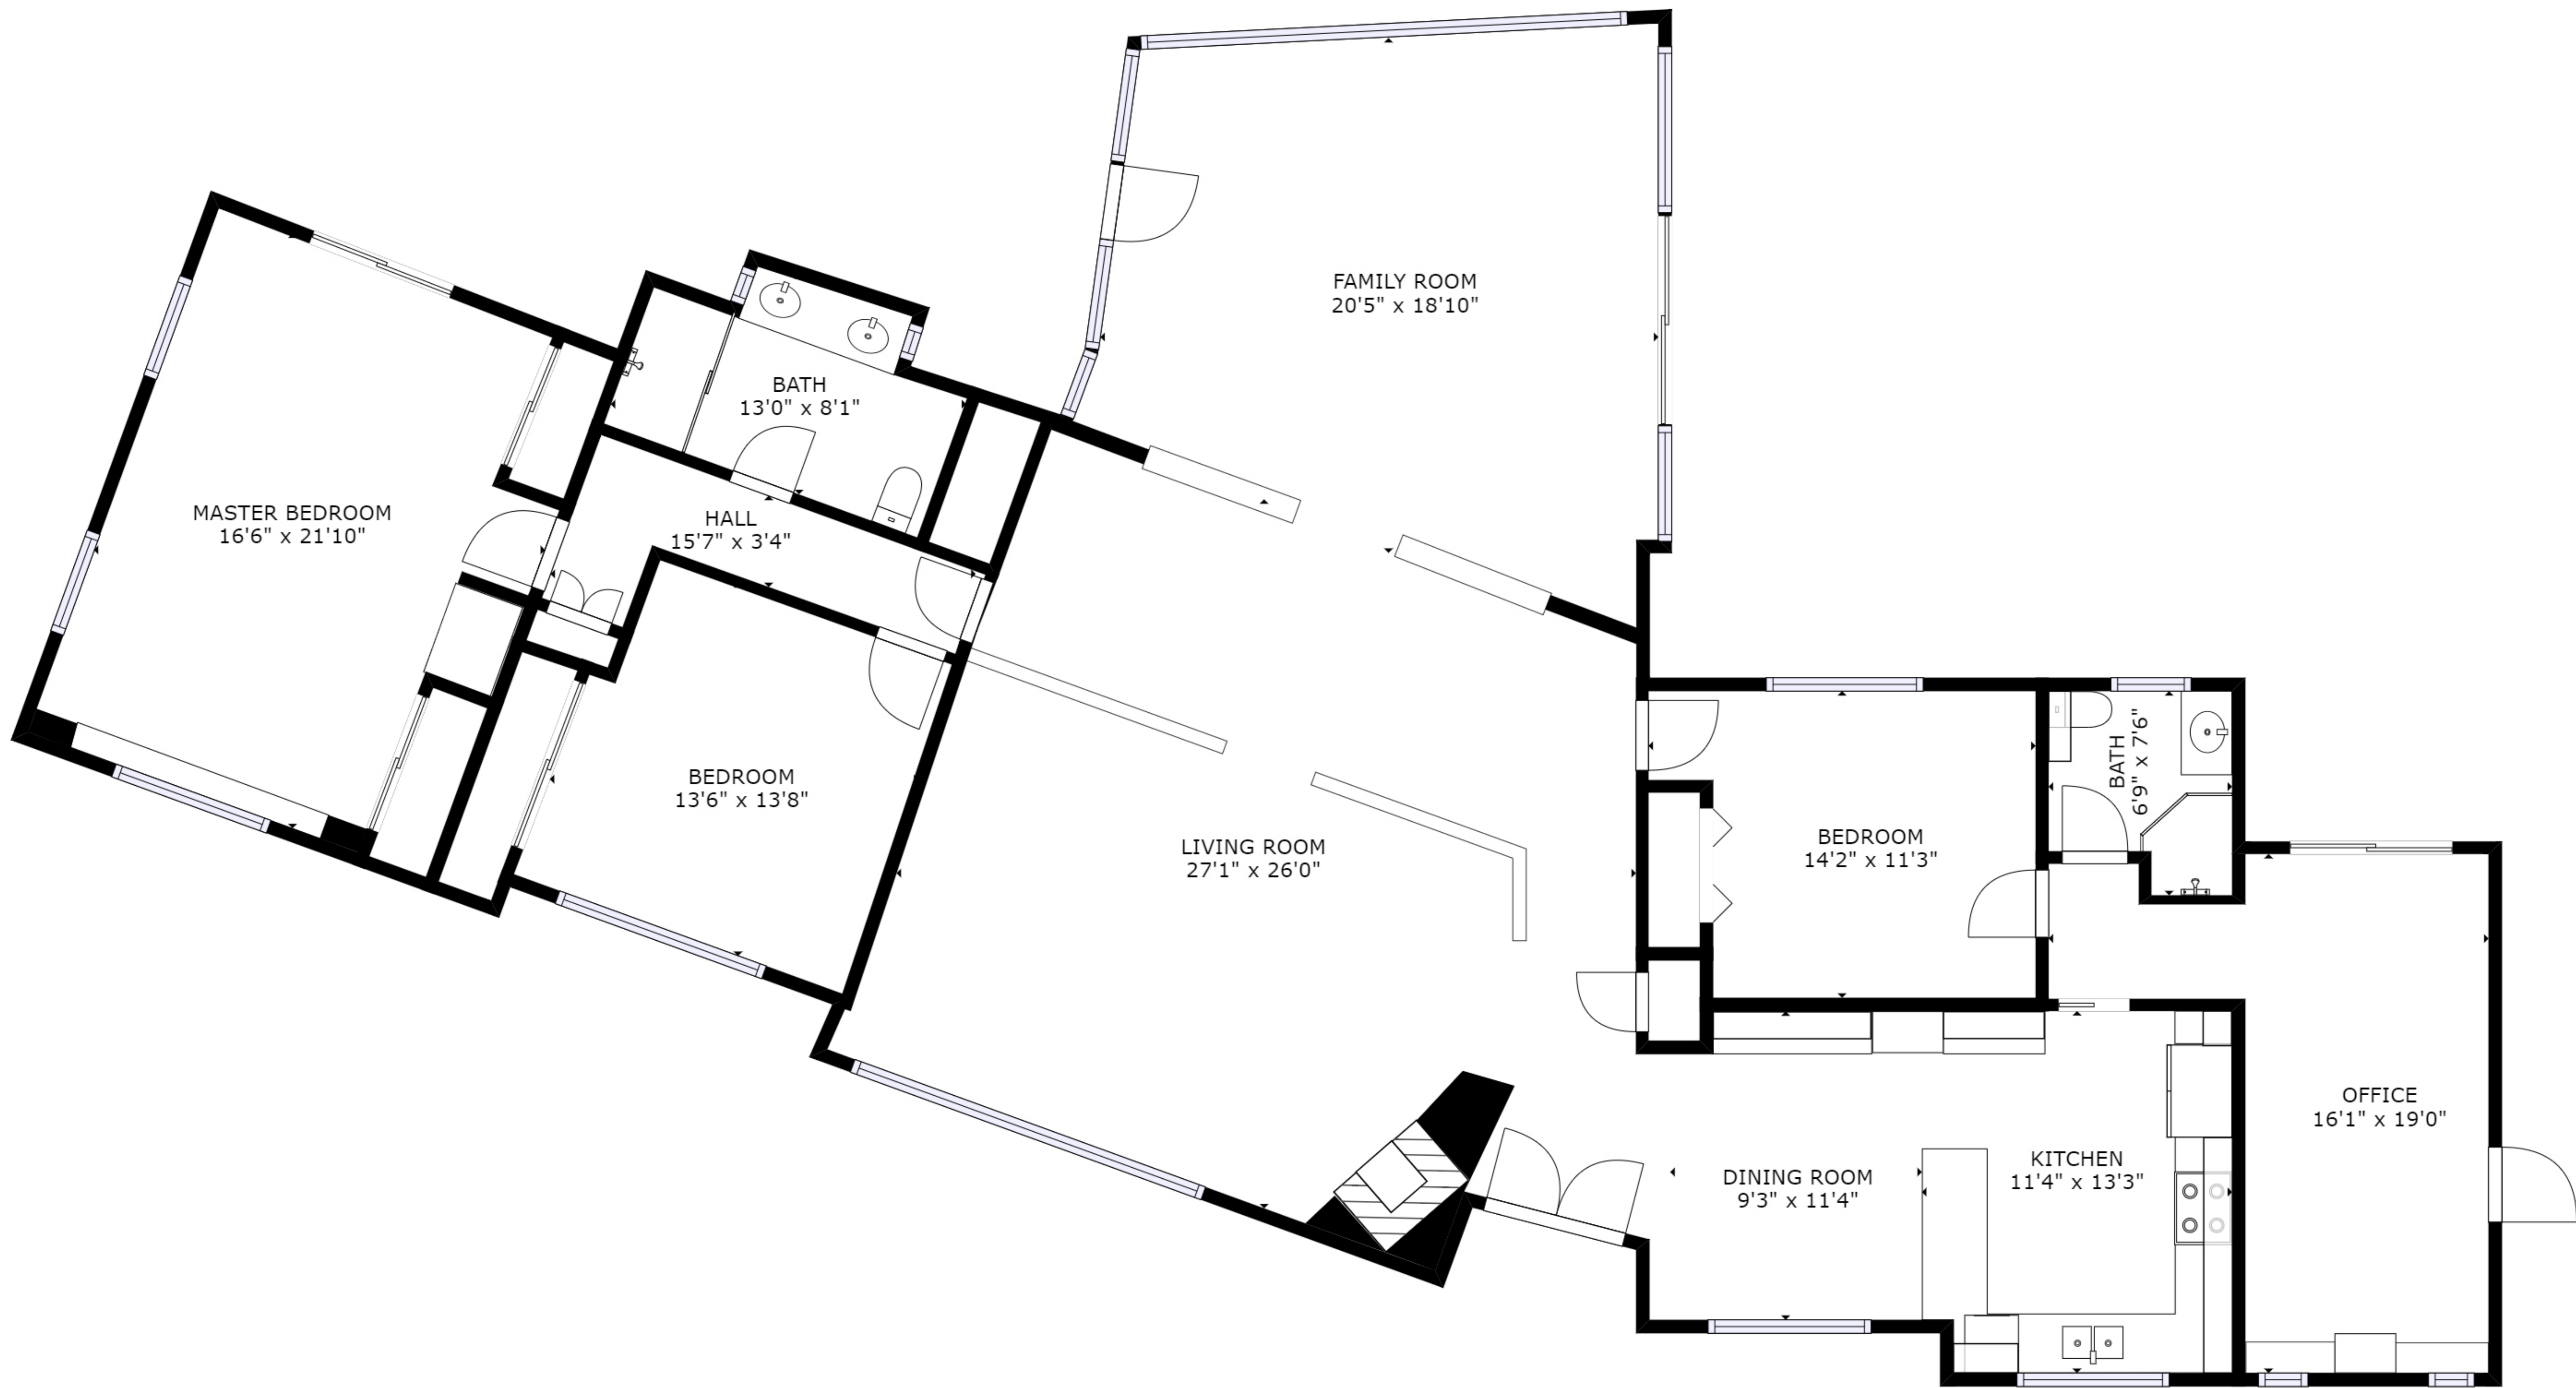 FAMILY ROOM
20'5" x 18'10"
BATH
13'0" x 8'1"
MASTER BEDROOM
16'6" x 21'10"
HALL
15'7" x 3'4"
BEDROOM
13'6" x 13'8"
LIVING ROOM
27'1" x 26'0"
BEDROOM
14'2" x 11'3"
BATH
6'9" x 7'6"
OFFICE
16'1" x 19'0"
DINING ROOM
9'3" x 11'4"
KITCHEN
11'4" x 13'3"